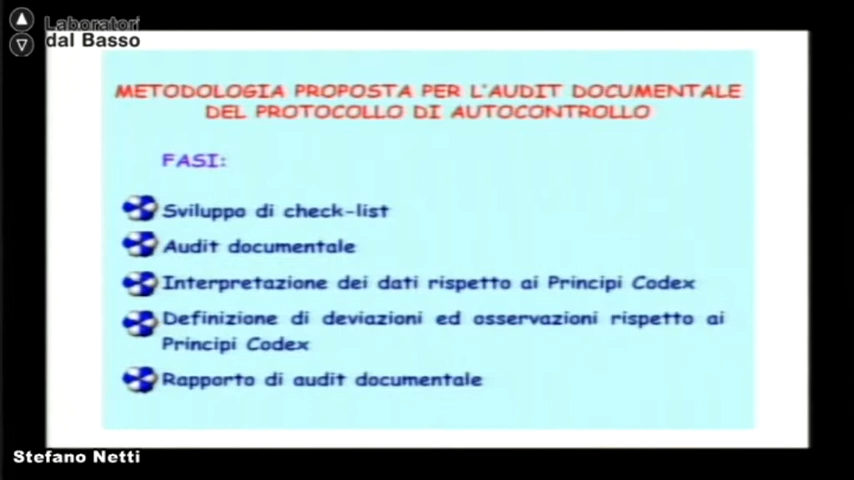 Laboratori
dal Basso
METODOLOGIA PROPOSTA PER L'AUDIT DOCUMENTALE
DEL PROTOCOLLO DI AUTOCONTROLLO
FASI:
Sviluppo di check-list
Audit documentale
Interpretazione dei dati rispetto ai Principi Codex
Definizione di deviazioni ed osservazioni rispetto ai
Principi Codex
Rapporto di audit documentale
Stefano Netti